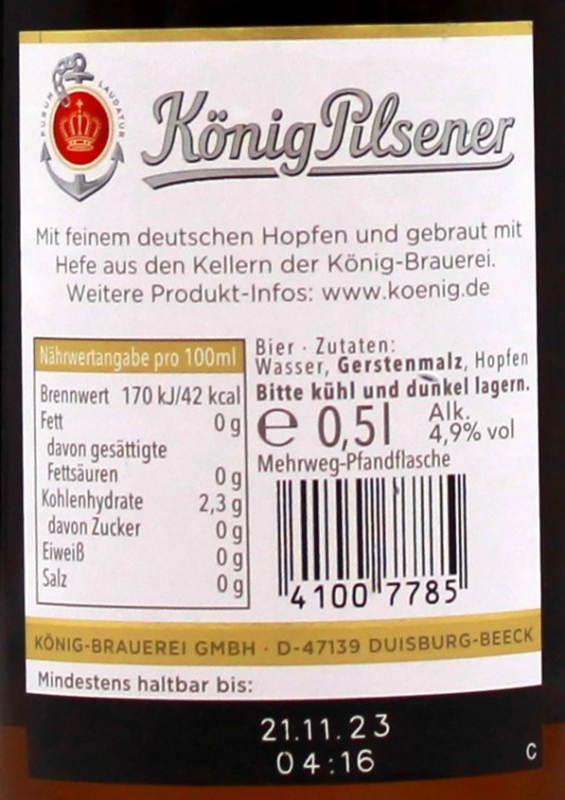 PURUM LAUDATUR
König Pilsener
Mit feinem deutschen Hopfen und gebraut mit
Hefe aus den Kellern der König-Brauerei.
Weitere Produkt-Infos: www.koenig.de
Nährwertangabe pro 100ml
Brennwert 170 kJ/42 kcal
Fett 0 g
davon gesättigte
Fettsäuren 0 g
Kohlenhydrate 2,3 g
davon Zucker 0 g
Eiweiß 0 g
Salz 0 g
Bier · Zutaten:
Wasser, Gerstenmalz, Hopfen
Bitte kühl und dunkel lagern.
℮ 0,5l Alk.
4,9% vol
Mehrweg-Pfandflasche
4100 7785
KÖNIG-BRAUEREI GMBH · D-47139 DUISBURG-BEECK
Mindestens haltbar bis:
21.11.23
04:16
C